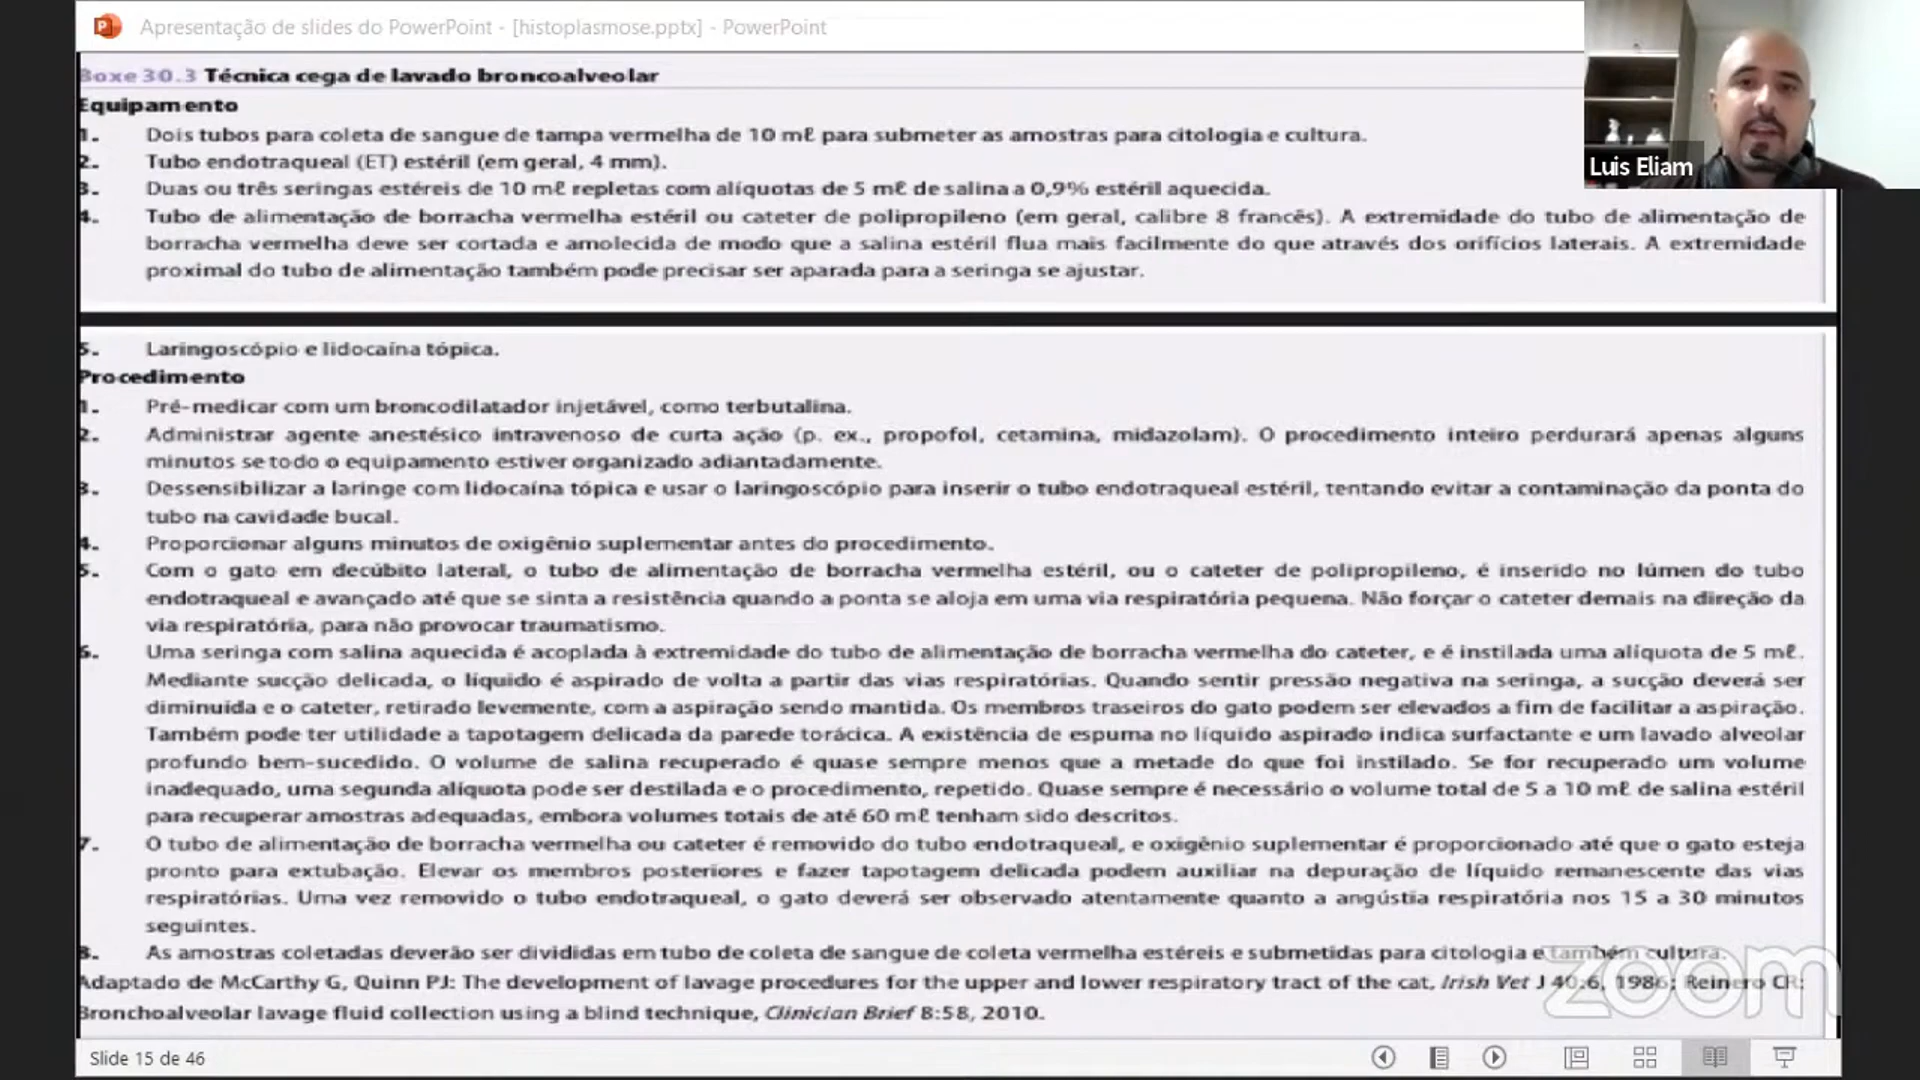 Apresentação de slides do PowerPoint - [histoplasmose.pptx] - PowerPoint
Luis Eliam
Boxe 30.3 Técnica cega de lavado broncoalveolar
Equipamento
1. Dois tubos para coleta de sangue de tampa vermelha de 10 mℓ para submeter as amostras para citologia e cultura.
2. Tubo endotraqueal (ET) estéril (em geral, 4 mm).
3. Duas ou três seringas estéreis de 10 mℓ repletas com alíquotas de 5 mℓ de salina a 0,9% estéril aquecida.
4. Tubo de alimentação de borracha vermelha estéril ou cateter de polipropileno (em geral, calibre 8 francês). A extremidade do tubo de alimentação de
borracha vermelha deve ser cortada e amolecida de modo que a salina estéril flua mais facilmente do que através dos orifícios laterais. A extremidade
proximal do tubo de alimentação também pode precisar ser aparada para a seringa se ajustar.
5. Laringoscópio e lidocaína tópica.
Procedimento
1. Pré-medicar com um broncodilatador injetável, como terbutalina.
2. Administrar agente anestésico intravenoso de curta ação (p. ex., propofol, cetamina, midazolam). O procedimento inteiro perdurará apenas alguns
minutos se todo o equipamento estiver organizado adiantadamente.
3. Dessensibilizar a laringe com lidocaína tópica e usar o laringoscópio para inserir o tubo endotraqueal estéril, tentando evitar a contaminação da ponta do
tubo na cavidade bucal.
4. Proporcionar alguns minutos de oxigênio suplementar antes do procedimento.
5. Com o gato em decúbito lateral, o tubo de alimentação de borracha vermelha estéril, ou o cateter de polipropileno, é inserido no lúmen do tubo
endotraqueal e avançado até que se sinta a resistência quando a ponta se aloja em uma via respiratória pequena. Não forçar o cateter demais na direção da
via respiratória, para não provocar traumatismo.
6. Uma seringa com salina aquecida é acoplada à extremidade do tubo de alimentação de borracha vermelha do cateter, e é instilada uma alíquota de 5 mℓ.
Mediante sucção delicada, o líquido é aspirado de volta a partir das vias respiratórias. Quando sentir pressão negativa na seringa, a sucção deverá ser
diminuída e o cateter, retirado levemente, com a aspiração sendo mantida. Os membros traseiros do gato podem ser elevados a fim de facilitar a aspiração.
Também pode ter utilidade a tapotagem delicada da parede torácica. A existência de espuma no líquido aspirado indica surfactante e um lavado alveolar
profundo bem-sucedido. O volume de salina recuperado é quase sempre menos que a metade do que foi instilado. Se for recuperado um volume
inadequado, uma segunda alíquota pode ser destilada e o procedimento, repetido. Quase sempre é necessário o volume total de 5 a 10 mℓ de salina estéril
para recuperar amostras adequadas, embora volumes totais de até 60 mℓ tenham sido descritos.
7. O tubo de alimentação de borracha vermelha ou cateter é removido do tubo endotraqueal, e oxigênio suplementar é proporcionado até que o gato esteja
pronto para extubação. Elevar os membros posteriores e fazer tapotagem delicada podem auxiliar na depuração de líquido remanescente das vias
respiratórias. Uma vez removido o tubo endotraqueal, o gato deverá ser observado atentamente quanto a angústia respiratória nos 15 a 30 minutos
seguintes.
8. As amostras coletadas deverão ser divididas em tubo de coleta de sangue de coleta vermelha estéreis e submetidas para citologia e também cultura.
Adaptado de McCarthy G, Quinn PJ: The development of lavage procedures for the upper and lower respiratory tract of the cat, Irish Vet J 40:6, 1986; Reinero CR:
Bronchoalveolar lavage fluid collection using a blind technique, Clinician Brief 8:58, 2010.
zoom
Slide 15 de 46